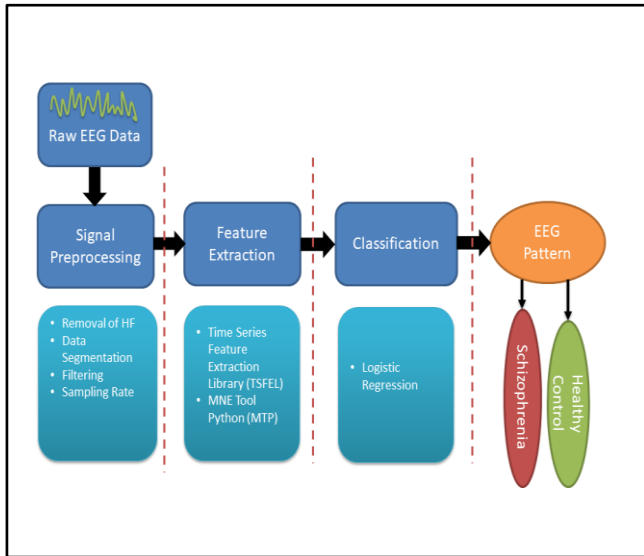 Raw EEG Data
Signal
Preprocessing
Feature
Extraction
Classification
EEG
Pattern
• Removal of HF
• Data
Segmentation
• Filtering
• Sampling Rate
• Time Series
Feature
Extraction
Library (TSFEL)
• MNE Tool
Python (MTP)
• Logistic
Regression
Schizophrenia
Healthy
Control